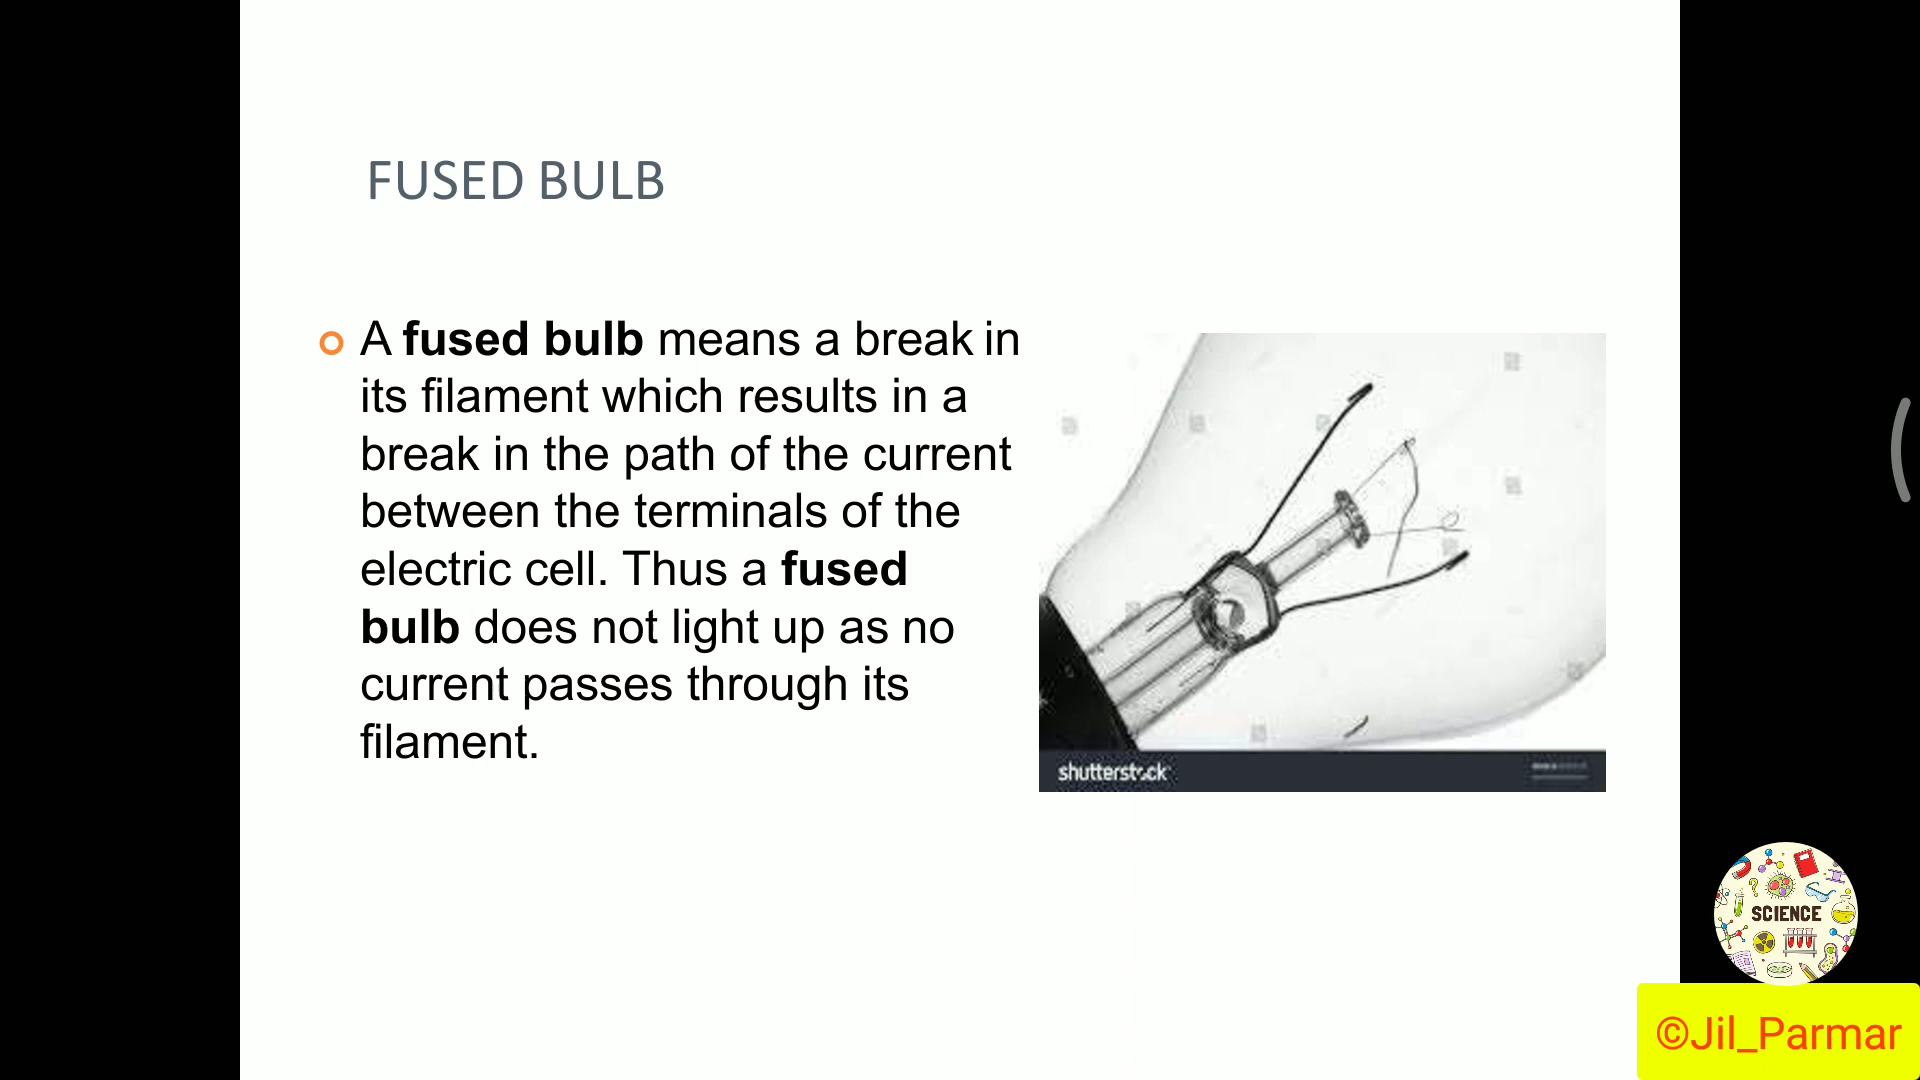 FUSED BULB
A fused bulb means a break in
its filament which results in a
break in the path of the current
between the terminals of the
electric cell. Thus a fused
bulb does not light up as no
current passes through its
filament.
shutterstock
SCIENCE
©Jil_Parmar